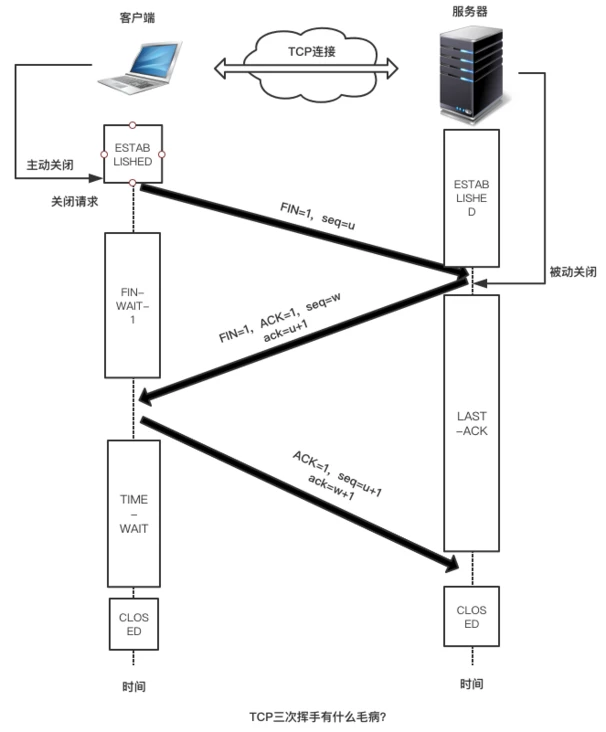 客户端
服务器
TCP连接
ESTAB
LISHED
主动关闭
关闭请求
FIN=1, seq=u
ESTAB
LISHE
D
被动关闭
FIN-
WAIT-
1
FIN=1, ACK=1, seq=w
ack=u+1
LAST
-ACK
ACK=1, seq=u+1
ack=w+1
TIME
-
WAIT
CLOS
ED
CLOS
ED
时间
时间
TCP三次挥手有什么毛病?